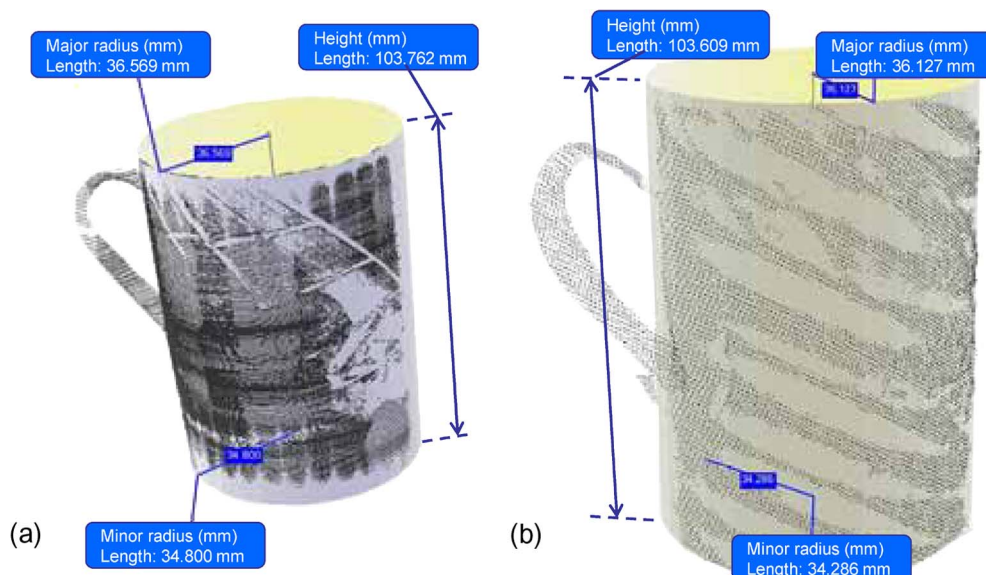 Major radius (mm)
Length: 36.569 mm
Height (mm)
Length: 103.762 mm
36.569
34.800
Minor radius (mm)
Length: 34.800 mm
(a)
Height (mm)
Length: 103.609 mm
Major radius (mm)
Length: 36.127 mm
36.127
34.286
Minor radius (mm)
Length: 34.286 mm
(b)